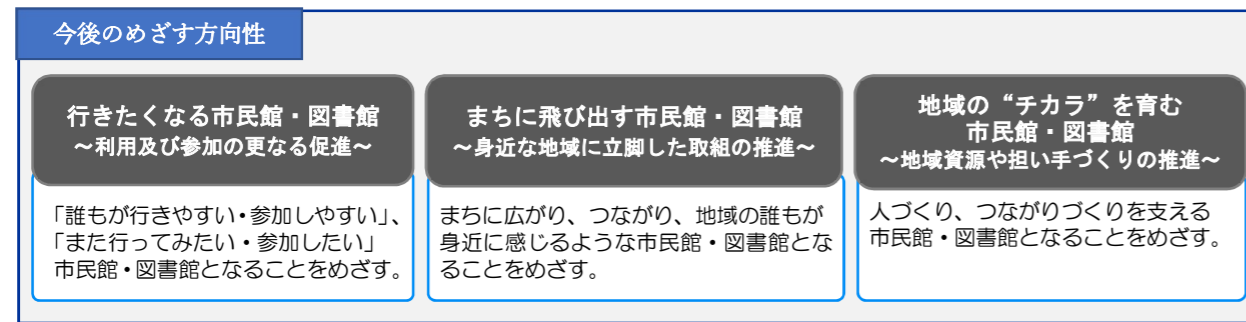 今後のめざす方向性
行きたくなる市民館・図書館
~利用及び参加の更なる促進~
「誰もが行きやすい・参加しやすい」、
「また行ってみたい・参加したい」
市民館・図書館となることをめざす。
まちに飛び出す市民館・図書館
~身近な地域に立脚した取組の推進~
まちに広がり、つながり、地域の誰もが
身近に感じるような市民館・図書館とな
ることをめざす。
地域の“チカラ”を育む
市民館・図書館
~地域資源や担い手づくりの推進~
人づくり、つながりづくりを支える
市民館・図書館となることをめざす。